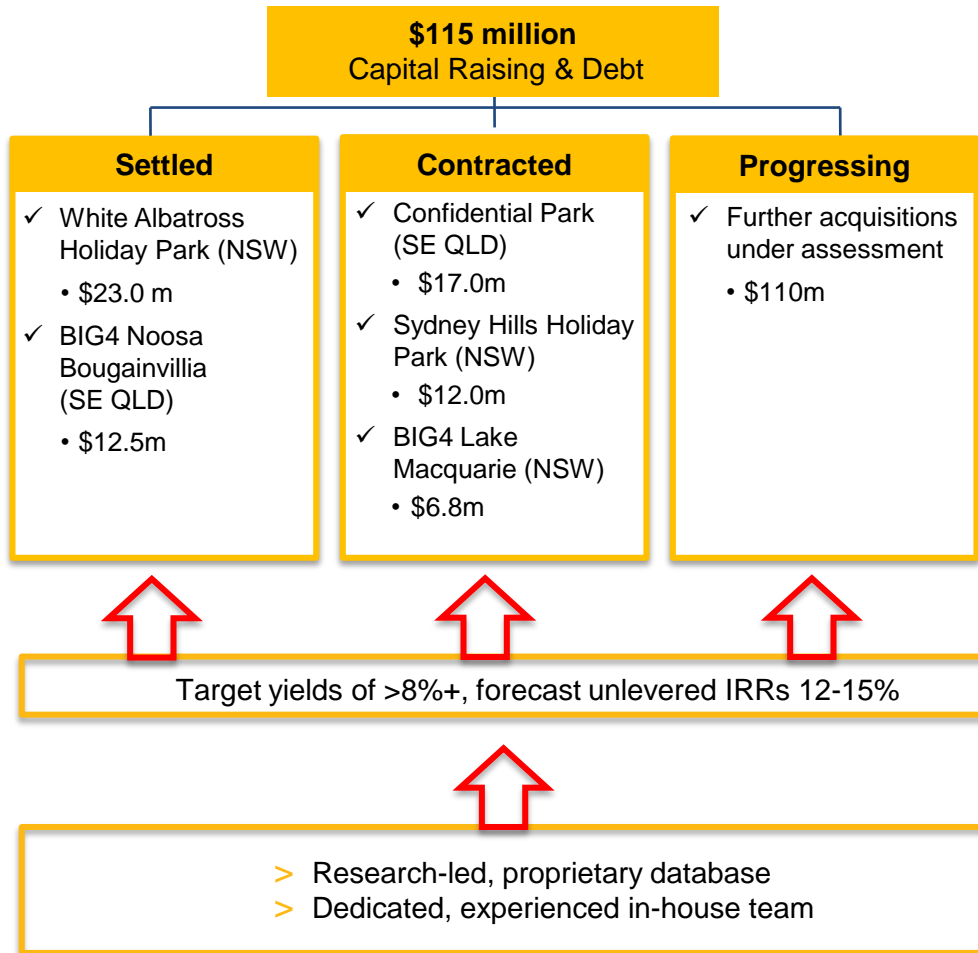 $115 million
Capital Raising & Debt
Settled
✓ White Albatross
Holiday Park (NSW)
• $23.0 m
✓ BIG4 Noosa
Bougainvillia
(SE QLD)
• $12.5m
Contracted
✓ Confidential Park
(SE QLD)
• $17.0m
✓ Sydney Hills Holiday
Park (NSW)
• $12.0m
✓ BIG4 Lake
Macquarie (NSW)
• $6.8m
Progressing
✓ Further acquisitions
under assessment
• $110m
Target yields of >8%+, forecast unlevered IRRs 12-15%
> Research-led, proprietary database
> Dedicated, experienced in-house team